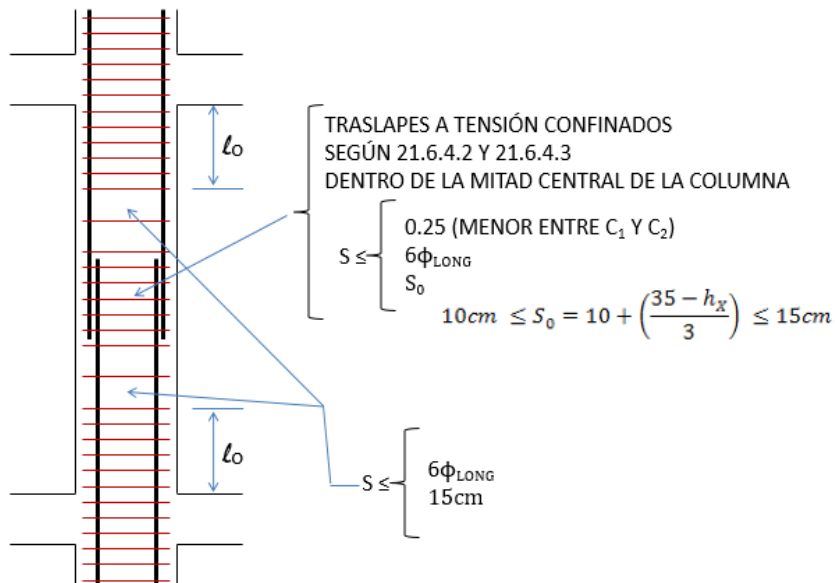 ℓo
TRASLAPES A TENSIÓN CONFINADOS
SEGÚN 21.6.4.2 Y 21.6.4.3
DENTRO DE LA MITAD CENTRAL DE LA COLUMNA
S ≤
0.25 (MENOR ENTRE C₁ Y C₂)
6ϕLONG
S₀
10cm ≤ S₀ = 10 + ((35 − hX)/3) ≤ 15cm
ℓo
S ≤
6ϕLONG
15cm